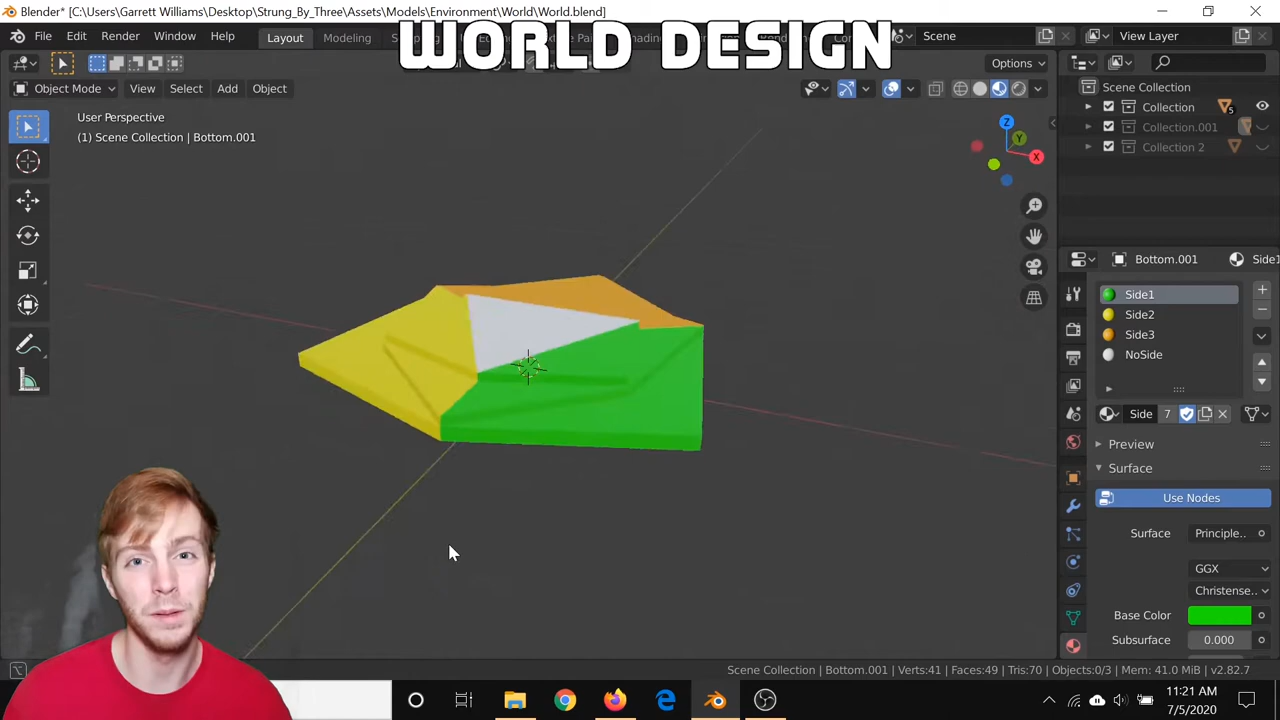 Blender* [C:\Users\Garrett Williams\Desktop\Strung_By_Three\Assets\Models\Environment\World\World.blend]
WORLD DESIGN
File Edit Render Window Help Layout Modeling Scene View Layer
Options
Object Mode View Select Add Object
User Perspective
(1) Scene Collection | Bottom.001
Z
Y
X
Scene Collection
Collection
5
Collection.001
Collection 2
Bottom.001
Side1
Side2
Side3
NoSide
Side 7
Preview
Surface
Use Nodes
Surface Principle..
GGX
Christense..
Base Color
Subsurface 0.000
Scene Collection | Bottom.001 | Verts:41 | Faces:49 | Tris:70 | Objects:0/3 | Mem: 41.0 MiB | v2.82.7
11:21 AM
7/5/2020